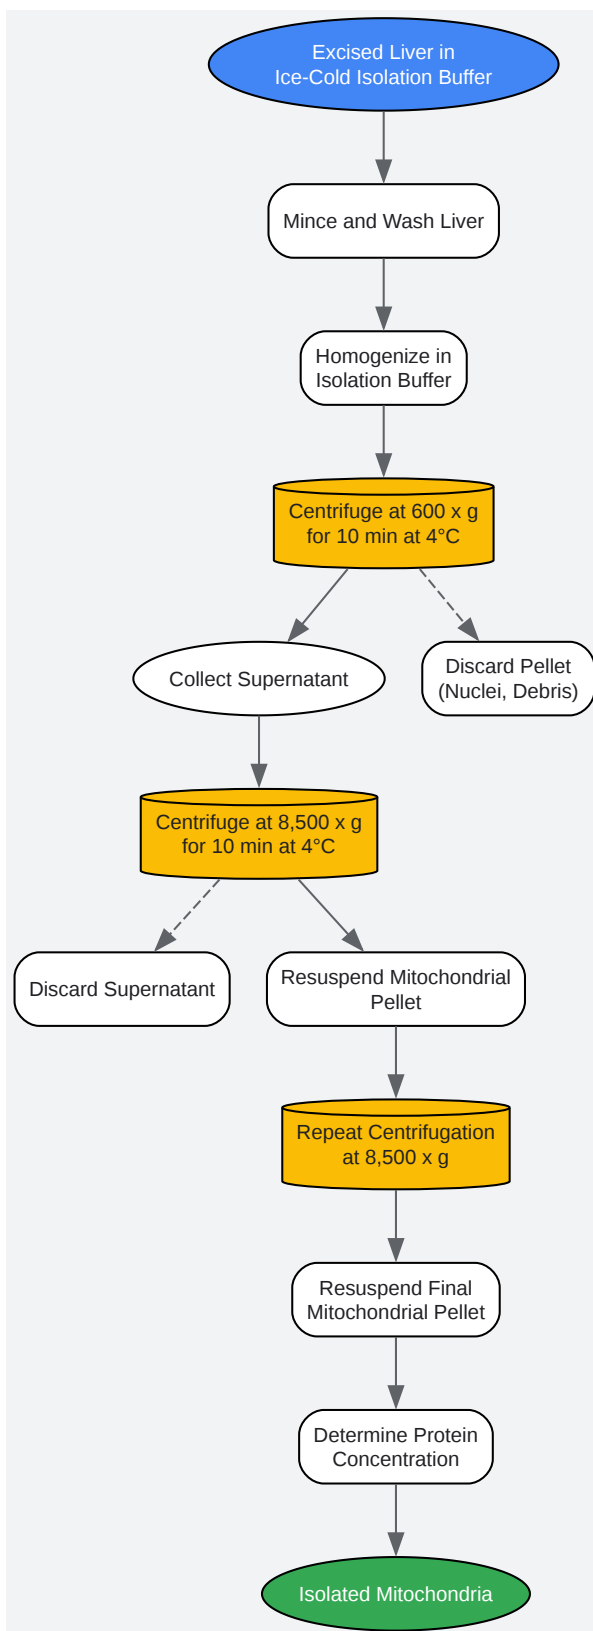 Excised Liver in
Ice-Cold Isolation Buffer
Mince and Wash Liver
Homogenize in
Isolation Buffer
Centrifuge at 600 x g
for 10 min at 4°C
Collect Supernatant
Discard Pellet
(Nuclei, Debris)
Centrifuge at 8,500 x g
for 10 min at 4°C
Discard Supernatant
Resuspend Mitochondrial
Pellet
Repeat Centrifugation
at 8,500 x g
Resuspend Final
Mitochondrial Pellet
Determine Protein
Concentration
Isolated Mitochondria